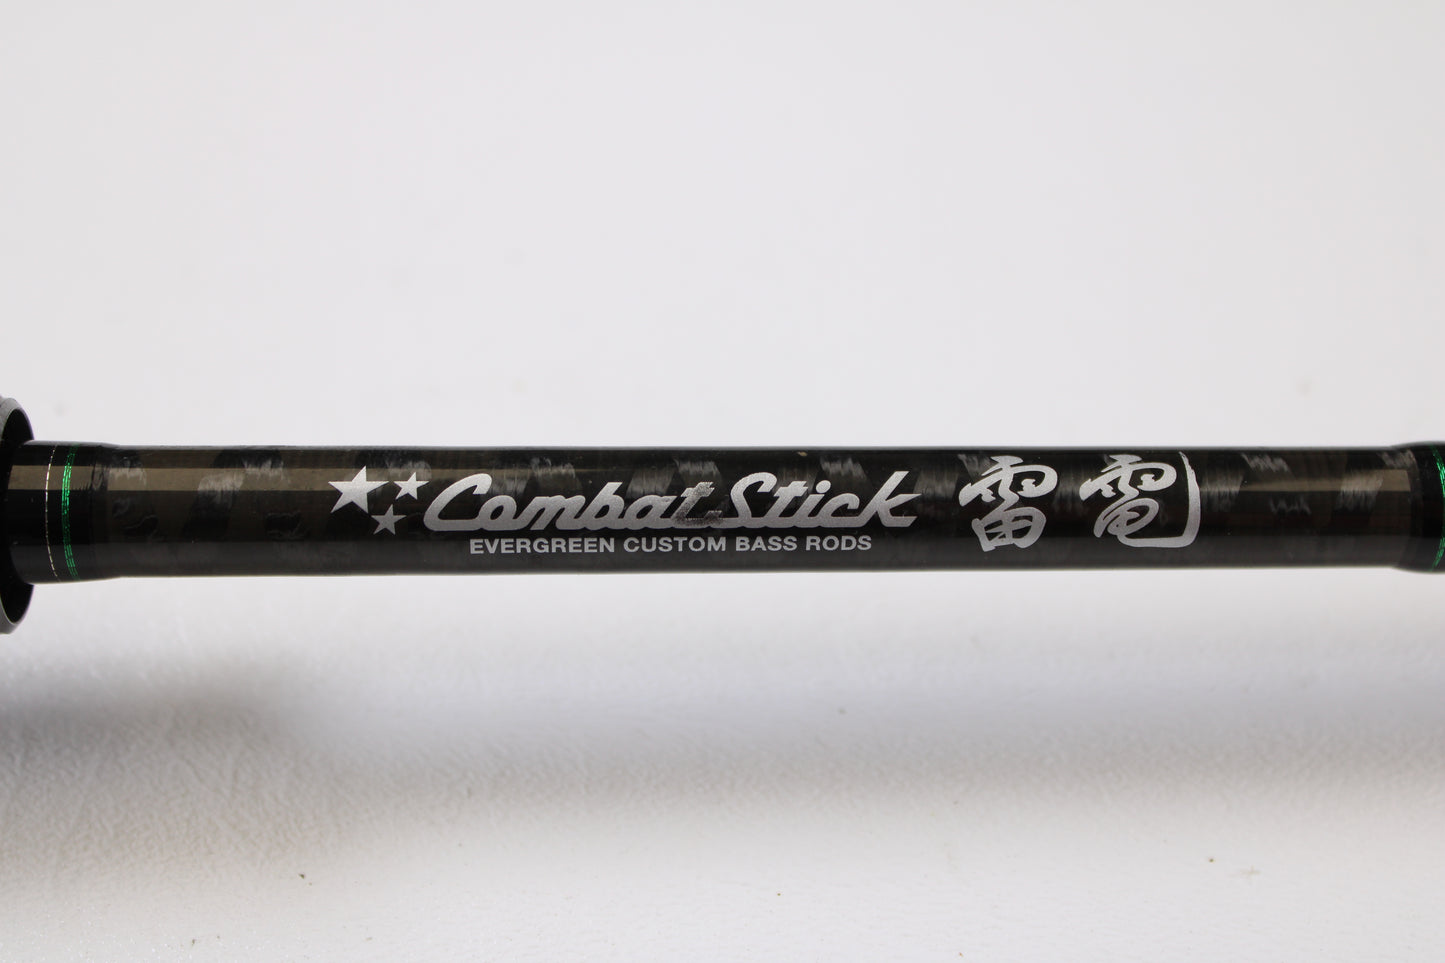 Combat Stick 雷電
EVERGREEN CUSTOM BASS RODS